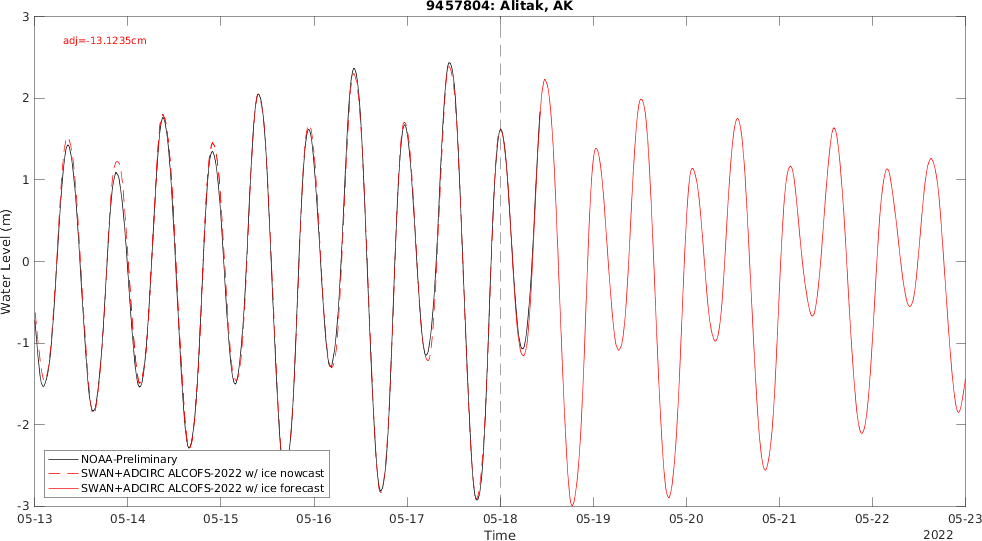 9457804: Alitak, AK
adj=-13.1235cm
Water Level (m)
3
2
1
0
-1
-2
-3
NOAA-Preliminary
SWAN+ADCIRC ALCOFS-2022 w/ ice nowcast
SWAN+ADCIRC ALCOFS-2022 w/ ice forecast
05-13 05-14 05-15 05-16 05-17 05-18 05-19 05-20 05-21 05-22 05-23
Time
2022